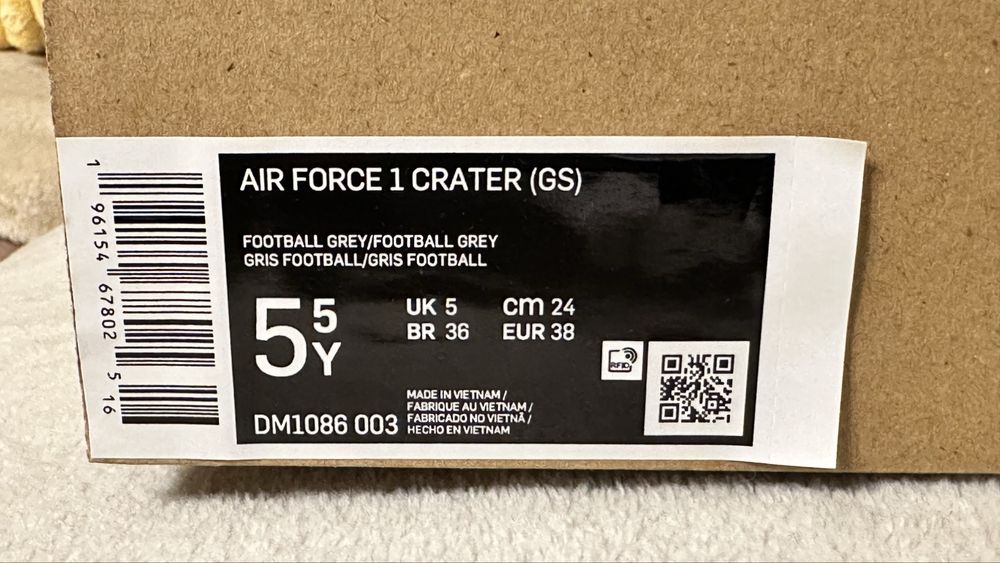 AIR FORCE 1 CRATER (GS)
FOOTBALL GREY/FOOTBALL GREY
GRIS FOOTBALL/GRIS FOOTBALL
5 5 Y
UK 5 cm 24
BR 36 EUR 38
RFID
MADE IN VIETNAM /
FABRIQUE AU VIETNAM /
FABRICADO NO VIETNÃ /
HECHO EN VIETNAM
DM1086 003
1 96154 67802 5 16